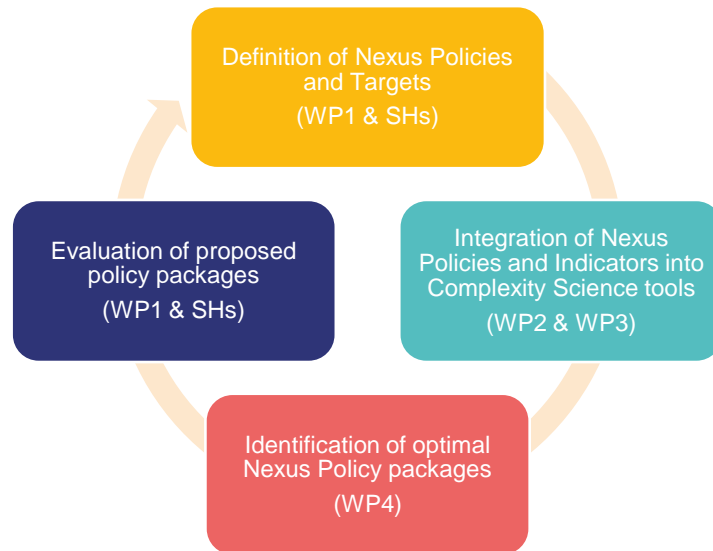 Definition of Nexus Policies
and Targets
(WP1 & SHs)
Integration of Nexus
Policies and Indicators into
Complexity Science tools
(WP2 & WP3)
Identification of optimal
Nexus Policy packages
(WP4)
Evaluation of proposed
policy packages
(WP1 & SHs)